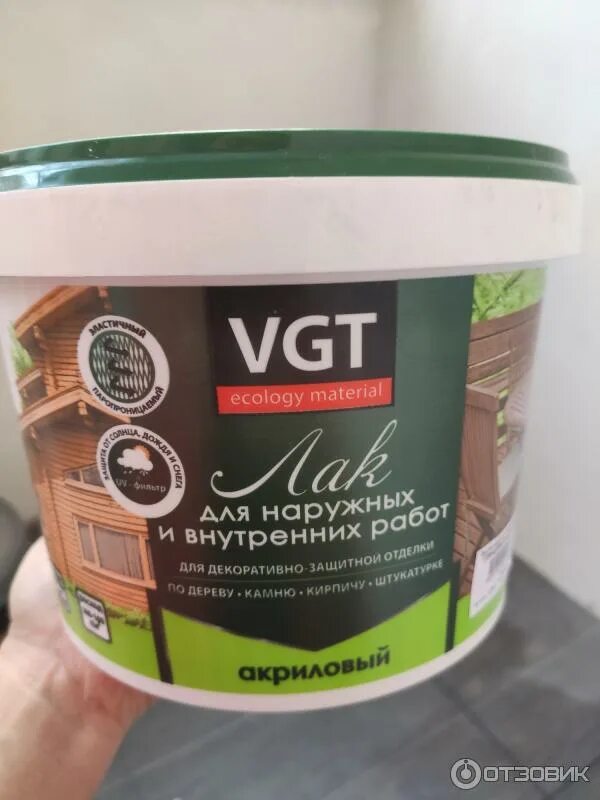 VGT
ecology material
ЭЛАСТИЧНЫЙ
ПАРОПРОНИЦАЕМЫЙ
ЗАЩИТА ОТ СОЛНЦА, ДОЖДЯ И СНЕГА
UV - фильтр
Лак
для наружных
и внутренних работ
ДЛЯ ДЕКОРАТИВНО-ЗАЩИТНОЙ ОТДЕЛКИ
ПО ДЕРЕВУ • КАМНЮ • КИРПИЧУ • ШТУКАТУРКЕ
акриловый
ОТЗОВИК